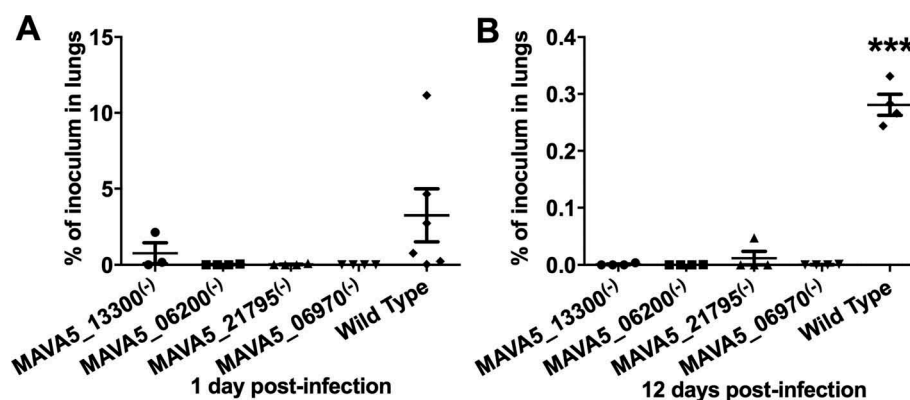 A
% of inoculum in lungs
15
10
5
0
MAVA5_13300(-)
MAVA5_06200(-)
MAVA5_21795(-)
MAVA5_06970(-)
Wild Type
1 day post-infection
B
% of inoculum in lungs
0.4
0.3
0.2
0.1
0.0
***
MAVA5_13300(-)
MAVA5_06200(-)
MAVA5_21795(-)
MAVA5_06970(-)
Wild Type
12 days post-infection